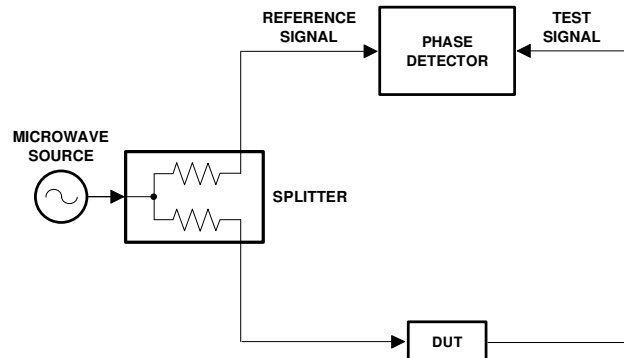 REFERENCE
SIGNAL
PHASE
DETECTOR
TEST
SIGNAL
MICROWAVE
SOURCE
SPLITTER
DUT